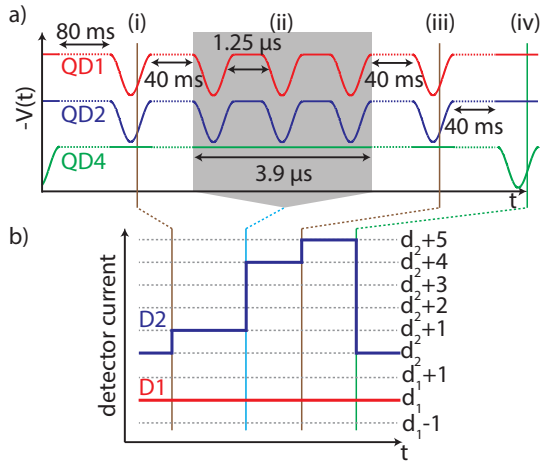 a)
(i)
(ii)
(iii)
(iv)
80 ms
1.25 µs
40 ms
40 ms
-V(t)
QD1
QD2
40 ms
QD4
3.9 µs
t
b)
detector current
d₂+5
d₂+4
d₂+3
d₂+2
D2
d₂+1
d₂
d₁+1
D1
d₁
d₁-1
t